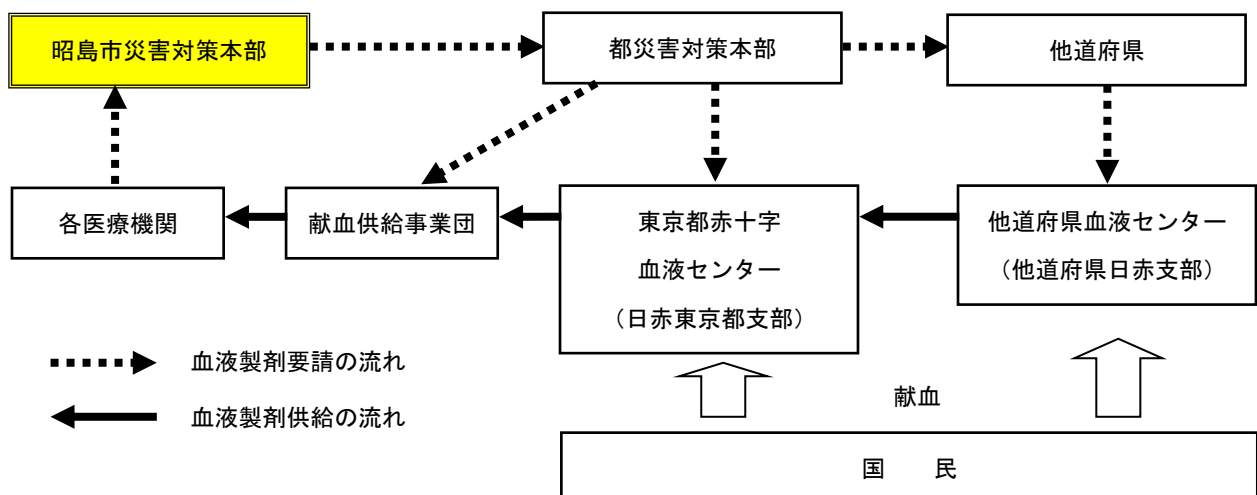 昭島市災害対策本部
都災害対策本部
他道府県
各医療機関
献血供給事業団
東京都赤十字
血液センター
（日赤東京都支部）
他道府県血液センター
（他道府県日赤支部）
血液製剤要請の流れ
血液製剤供給の流れ
献血
国　民